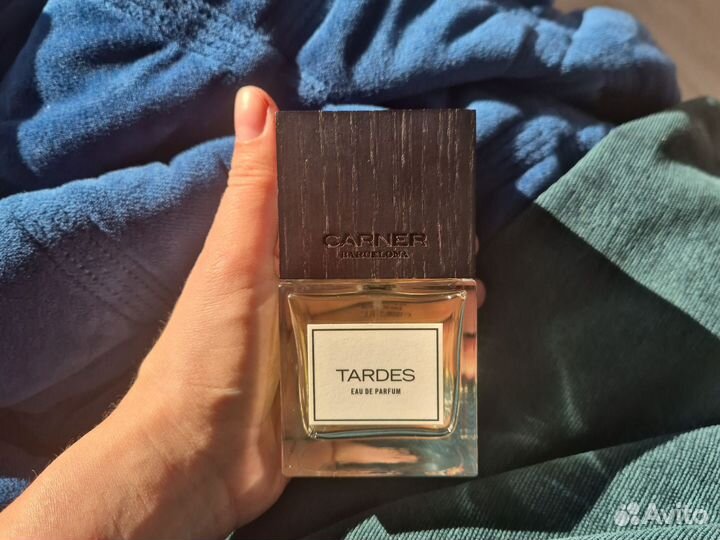 CARNER
BARCELONA
TARDES
EAU DE PARFUM
Avito